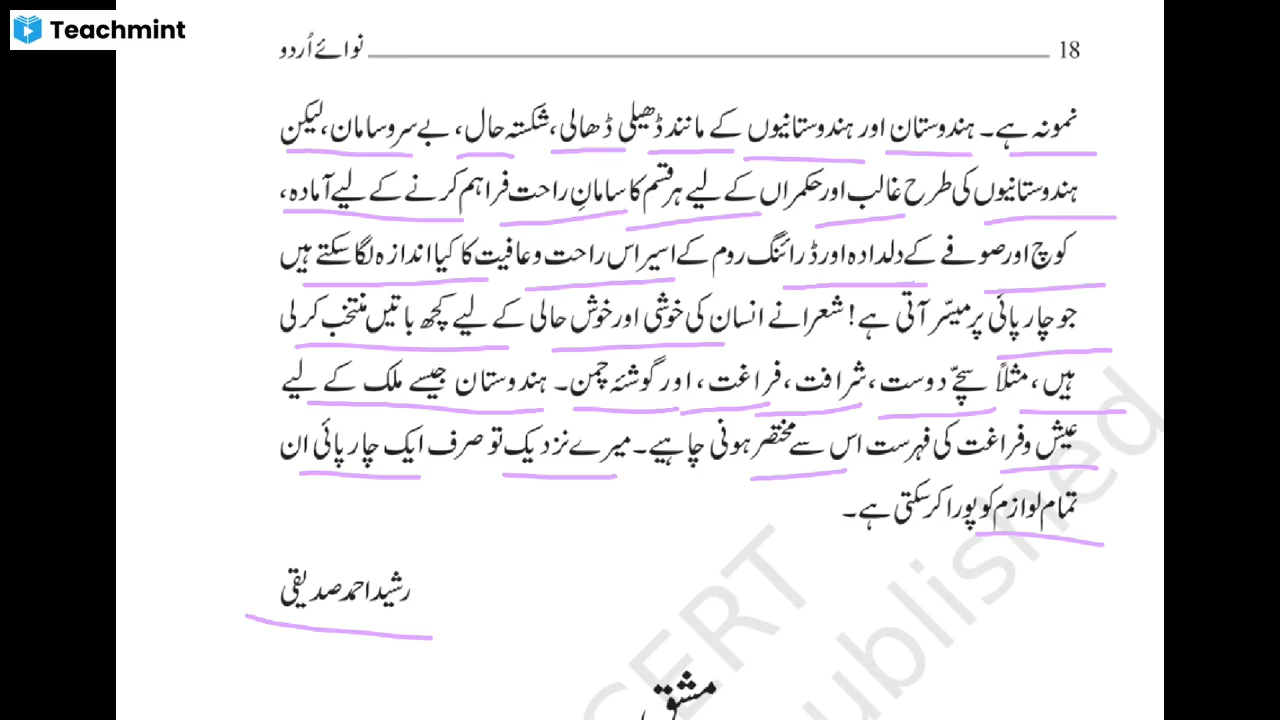 Teachmint
18 نوائے اُردو
نمونہ ہے۔ ہندوستان اور ہندوستانیوں کے مانند ڈھیلی ڈھالی، شکستہ حال، بے سروسامان، لیکن
ہندوستانیوں کی طرح غالب اور حکمراں کے لیے ہر قسم کا سامانِ راحت فراہم کرنے کے لیے آمادہ،
کوچ اور صوفے کے دلدادہ اور ڈرائنگ روم کے اسیر اس راحت و عافیت کا کیا اندازہ لگا سکتے ہیں
جو چارپائی پر میسّر آتی ہے! شعرا نے انسان کی خوشی اور خوش حالی کے لیے کچھ باتیں منتخب کر لی
ہیں، مثلاً سچّے دوست، شرافت، فراغت، اور گوشۂ چمن۔ ہندوستان جیسے ملک کے لیے
عیش و فراغت کی فہرست اس سے مختصر ہونی چاہیے۔ میرے نزدیک تو صرف ایک چارپائی ان
تمام لوازم کو پورا کر سکتی ہے۔
رشید احمد صدیقی
مشق